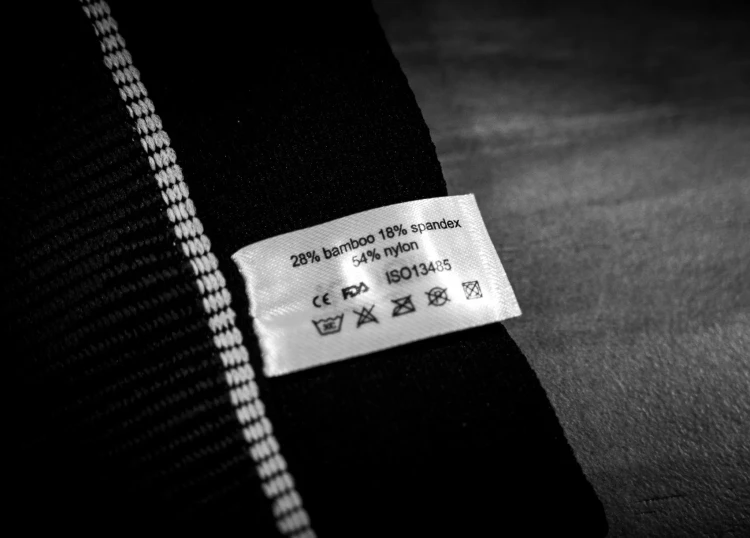 28% bamboo 18% spandex
54% nylon
CE FDA ISO13485